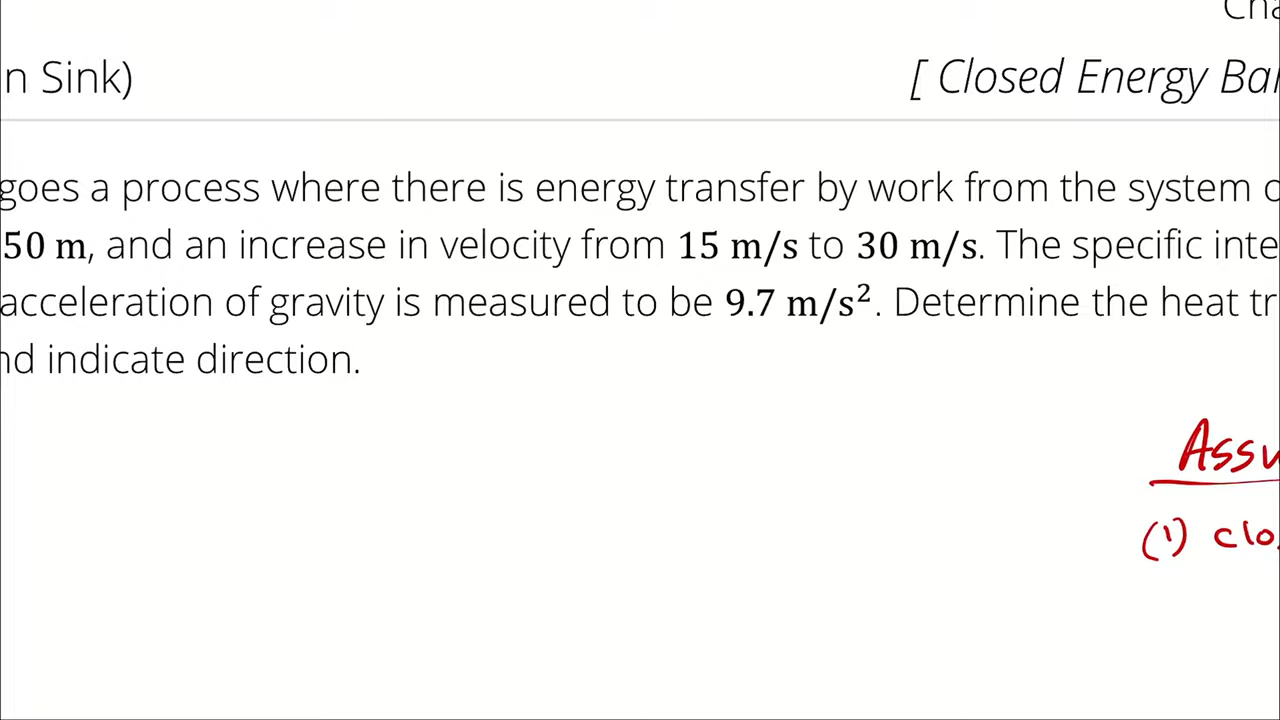 Cha
n Sink)
[ Closed Energy Bal
goes a process where there is energy transfer by work from the system o
50 m, and an increase in velocity from 15 m/s to 30 m/s. The specific inte
acceleration of gravity is measured to be 9.7 m/s². Determine the heat tr
nd indicate direction.
Assu
(1) clo